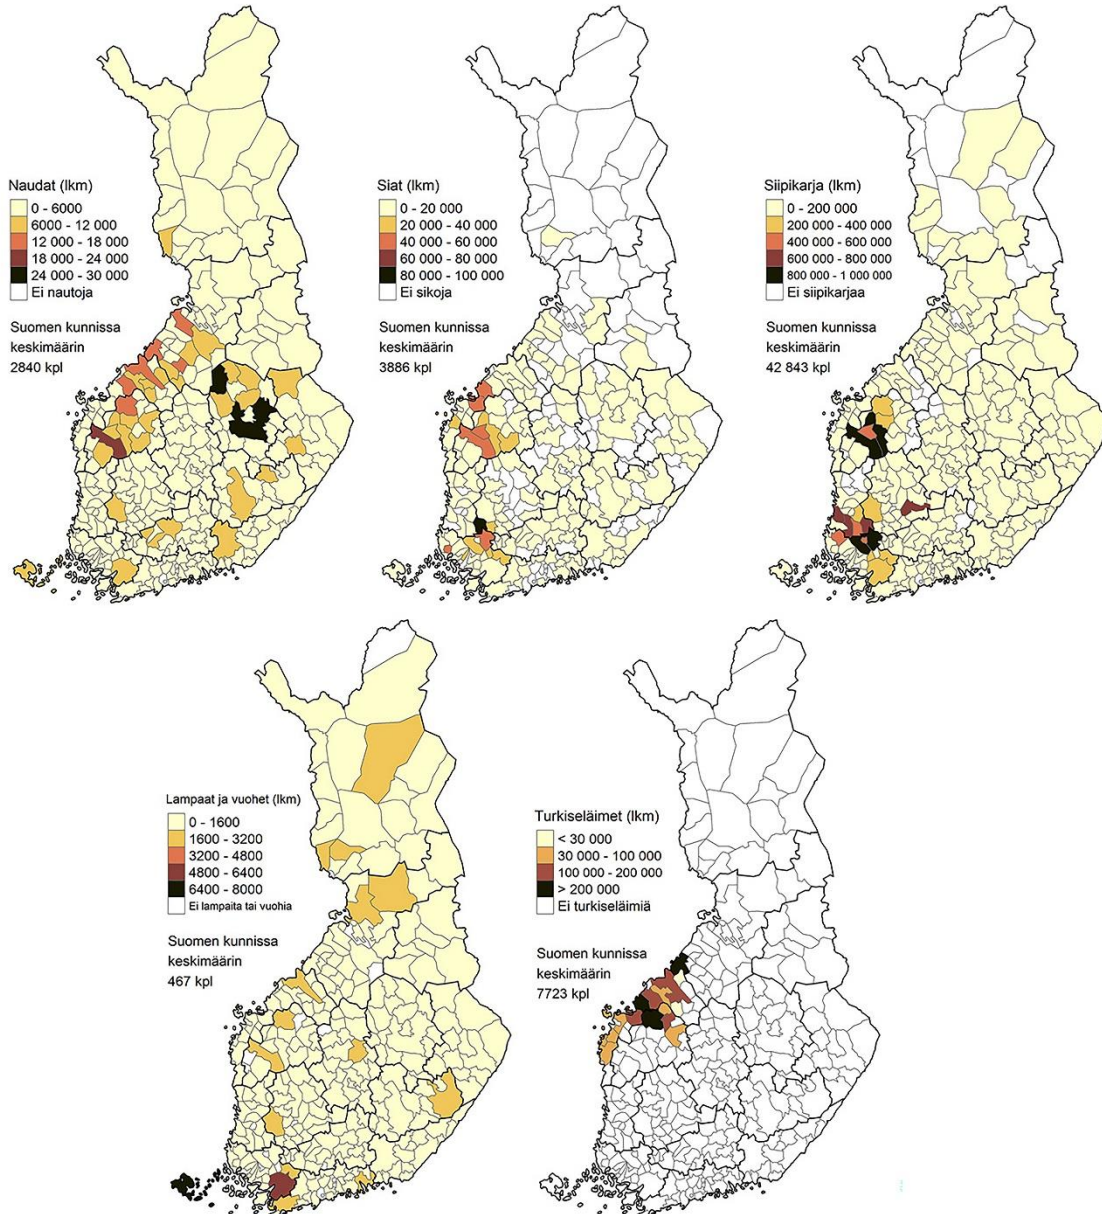 Naudat (lkm)
0 - 6000
6000 - 12 000
12 000 - 18 000
18 000 - 24 000
24 000 - 30 000
Ei nautoja
Suomen kunnissa
keskimäärin
2840 kpl
Siat (lkm)
0 - 20 000
20 000 - 40 000
40 000 - 60 000
60 000 - 80 000
80 000 - 100 000
Ei sikoja
Suomen kunnissa
keskimäärin
3886 kpl
Siipikarja (lkm)
0 - 200 000
200 000 - 400 000
400 000 - 600 000
600 000 - 800 000
800 000 - 1 000 000
Ei siipikarjaa
Suomen kunnissa
keskimäärin
42 843 kpl
Lampaat ja vuohet (lkm)
0 - 1600
1600 - 3200
3200 - 4800
4800 - 6400
6400 - 8000
Ei lampaita tai vuohia
Suomen kunnissa
keskimäärin
467 kpl
Turkiseläimet (lkm)
< 30 000
30 000 - 100 000
100 000 - 200 000
> 200 000
Ei turkiseläimiä
Suomen kunnissa
keskimäärin
7723 kpl